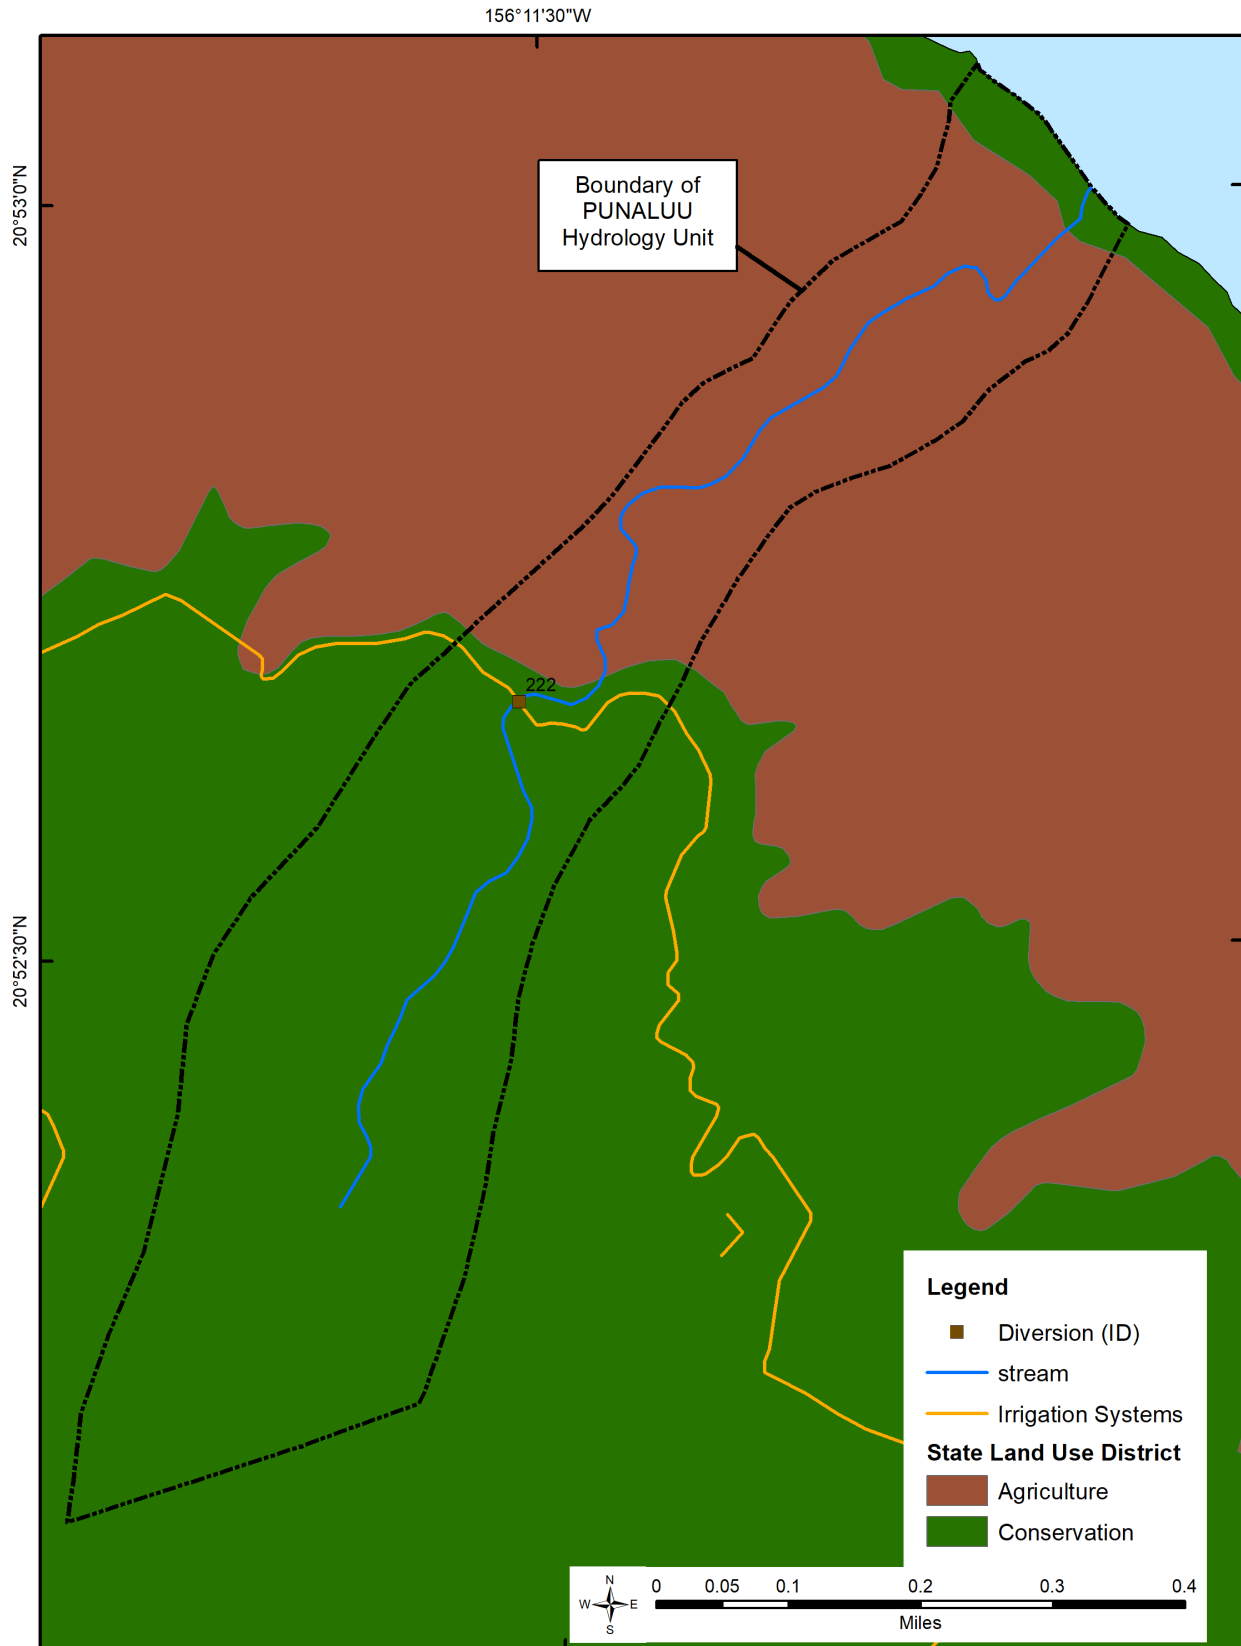 156°11'30"W
20°53'0"N
Boundary of
PUNALUU
Hydrology Unit
222
20°52'30"N
Legend
Diversion (ID)
stream
Irrigation Systems
State Land Use District
Agriculture
Conservation
N
W E
S
0 0.05 0.1 0.2 0.3 0.4
Miles